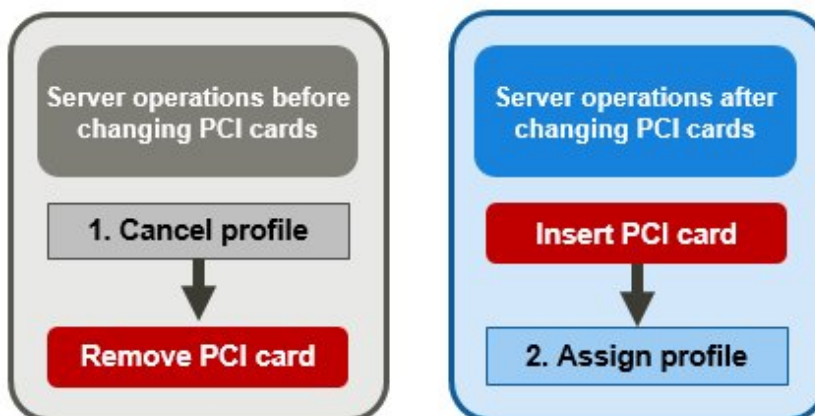 Server operations before
changing PCI cards
1. Cancel profile
Remove PCI card
Server operations after
changing PCI cards
Insert PCI card
2. Assign profile